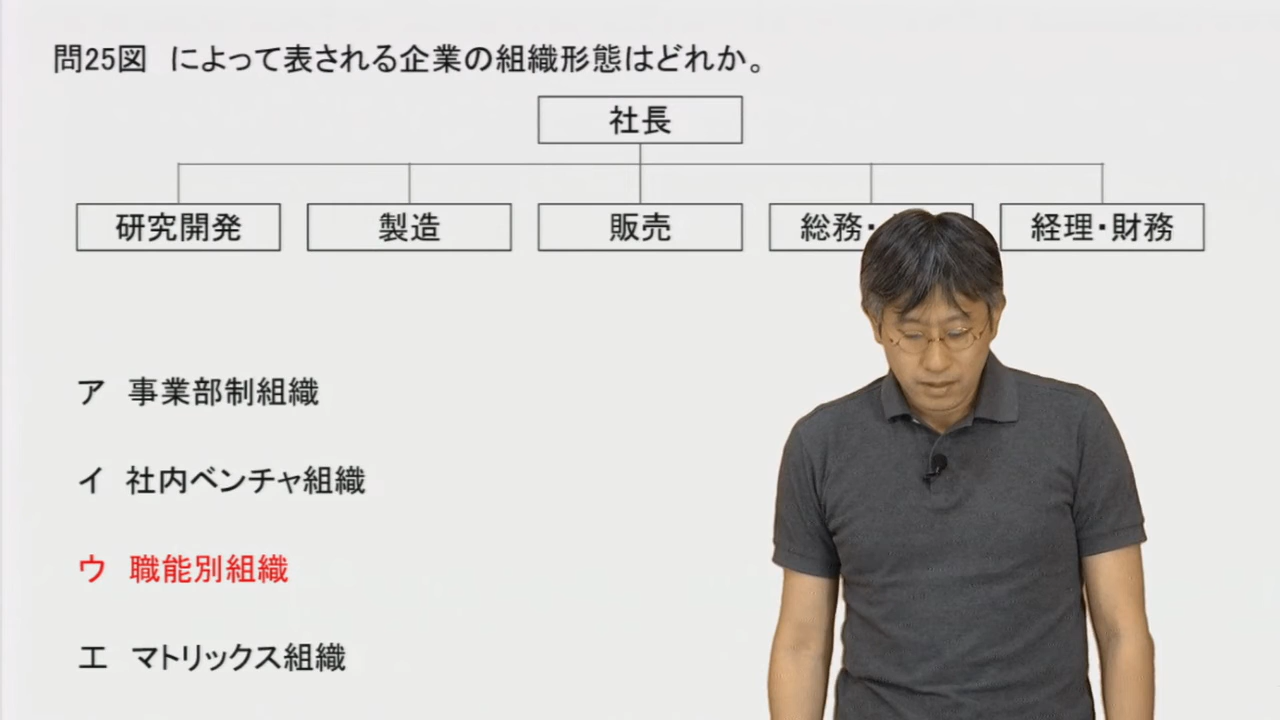 問25図 によって表される企業の組織形態はどれか。
社長
研究開発 製造 販売 総務・ 経理・財務
ア 事業部制組織
イ 社内ベンチャ組織
ウ 職能別組織
エ マトリックス組織